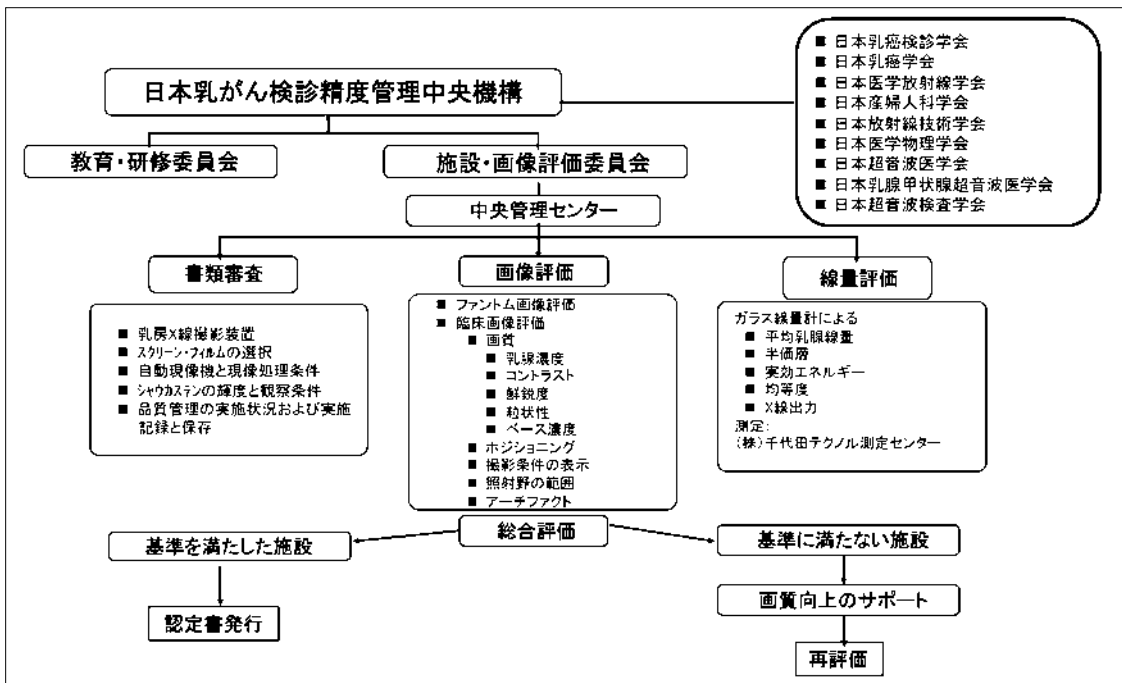 日本乳がん検診精度管理中央機構
■ 日本乳癌検診学会
■ 日本乳癌学会
■ 日本医学放射線学会
■ 日本産婦人科学会
■ 日本放射線技術学会
■ 日本医学物理学会
■ 日本超音波医学会
■ 日本乳腺甲状腺超音波医学会
■ 日本超音波検査学会
教育・研修委員会
施設・画像評価委員会
中央管理センター
書類審査
■ 乳房X線撮影装置
■ スクリーン・フィルムの選択
■ 自動現像機と現像処理条件
■ シャウカステンの輝度と観察条件
■ 品質管理の実施状況および実施
記録と保存
画像評価
■ ファントム画像評価
■ 臨床画像評価
■ 画質
■ 乳腺濃度
■ コントラスト
■ 鮮鋭度
■ 粒状性
■ ベース濃度
■ ポジショニング
■ 撮影条件の表示
■ 照射野の範囲
■ アーチファクト
線量評価
ガラス線量計による
■ 平均乳腺線量
■ 半価層
■ 実効エネルギー
■ 均等度
■ X線出力
測定:
(株)千代田テクノル測定センター
総合評価
基準を満たした施設
認定書発行
基準に満たない施設
画質向上のサポート
再評価